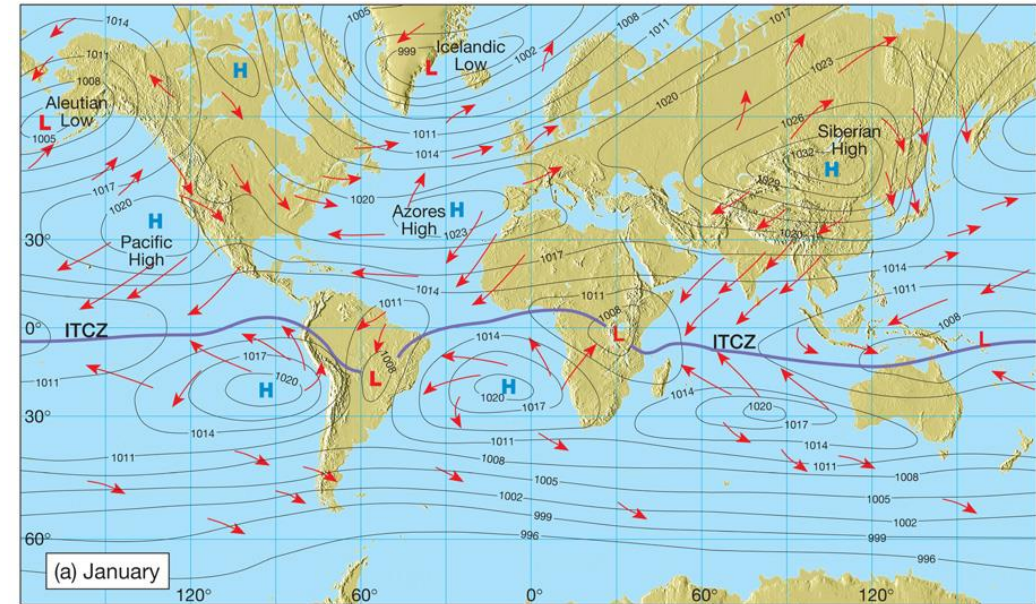 1014
1005
1008
1017
1011
1002
1011
999
Icelandic
Low
L
H
1008
1023
1020
Aleutian
Low
L
1005
1011
1014
1026
Siberian
High
1032
H
1029
1017
1020
H
Pacific
High
1020
Azores
High
H
1023
1020
30°
1017
1014
1014
1011
1011
1011
1008
1008
L
L
ITCZ
0°
ITCZ
1014
1017
1020
H
1008
L
1014
H
1020
1017
1011
1020
1017
1014
30°
1014
1011
1011
1011
1008
1008
1005
1005
1002
1002
999
999
996
996
60°
(a) January
120°
60°
0°
60°
120°